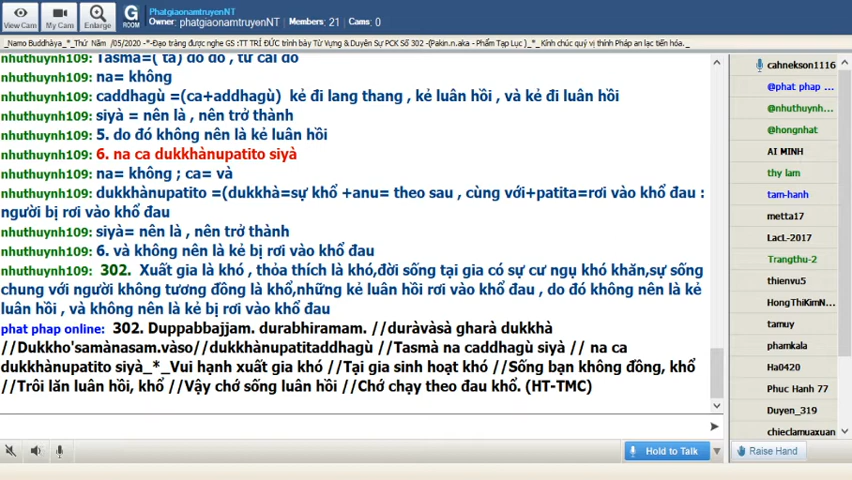 PhatgiaonamtruyenNT
Owner: phatgiaonamtruyenNT Members: 21 Cams: 0
View Cam
My Cam
Enlarge
G
ROOM
_Namo Buddhàya_*_Thứ Năm /05/2020 -*-Đạo tràng được nghe GS :TT TRÍ ĐỨC trình bày Từ Vựng &Duyên Sự PCK Số 302 -(Pakin.n.aka - Phẩm Tạp Lục )_*_ Kính chúc quý vị thính Pháp an lạc tiến hóa._
nhuthuynh109: Tasmà=( ta) do đó , từ cái đó
nhuthuynh109: na= không
nhuthuynh109: caddhagù =(ca+addhagù) kẻ đi lang thang , kẻ luân hồi , và kẻ đi luân hồi
nhuthuynh109: siyà = nên là , nên trở thành
nhuthuynh109: 5. do đó không nên là kẻ luân hồi
nhuthuynh109: 6. na ca dukkhànupatito siyà
nhuthuynh109: na= không ; ca= và
nhuthuynh109: dukkhànupatito =(dukkhà=sự khổ +anu= theo sau , cùng với+patita=rơi vào khổ đau :
người bị rơi vào khổ đau
nhuthuynh109: siyà= nên là , nên trở thành
nhuthuynh109: 6. và không nên là kẻ bị rơi vào khổ đau
nhuthuynh109: 302. Xuất gia là khó , thỏa thích là khó,đời sống tại gia có sự cư ngụ khó khăn,sự sống
chung với người không tương đồng là khổ,những kẻ luân hồi rơi vào khổ đau , do đó không nên là kẻ
luân hồi , và không nên là kẻ bị rơi vào khổ đau
phat phap online: 302. Duppabbajjam. durabhiramam. //duràvàsà gharà dukkhà
//Dukkho'samànasam.vàso//dukkhànupatitaddhagù //Tasmà na caddhagù siyà // na ca
dukkhànupatito siyà_*_Vui hạnh xuất gia khó //Tại gia sinh hoạt khó //Sống bạn không đồng, khổ
//Trôi lăn luân hồi, khổ //Vậy chớ sống luân hồi //Chớ chạy theo đau khổ. (HT-TMC)
cahnekson1116
@phat phap ...
@nhuthuynh...
@hongnhat
AI MINH
thy lam
tam-hanh
metta17
LacL-2017
Trangthu-2
thienvu5
HongThiKimN...
tamuy
phamkala
Ha0420
Phuc Hanh 77
Duyen_319
chieclamuaxuan
Hold to Talk
Raise Hand